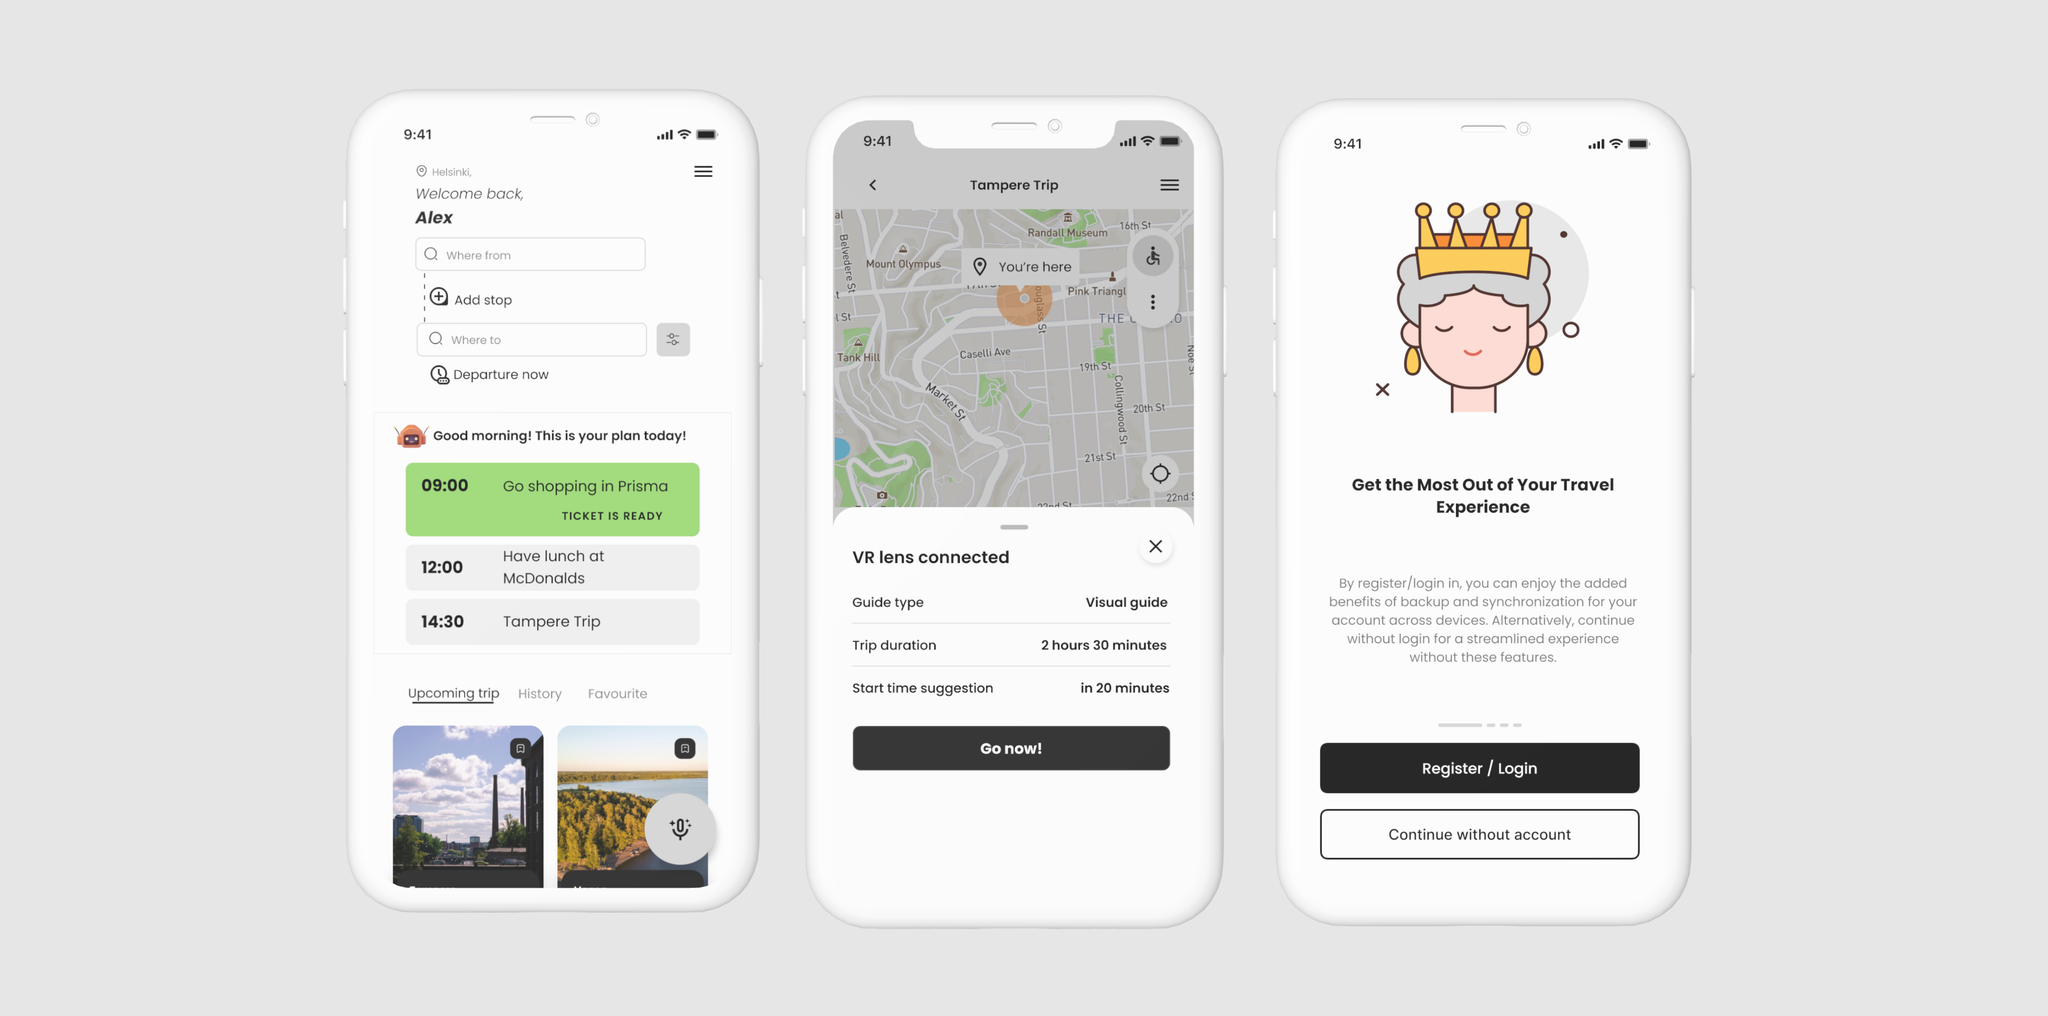 9:41
Helsinki,
Welcome back,
Alex
Where from
Add stop
Where to
Departure now
Good morning! This is your plan today!
09:00 Go shopping in Prisma
TICKET IS READY
12:00 Have lunch at
McDonalds
14:30 Tampere Trip
Upcoming trip History Favourite
9:41
Tampere Trip
al
Belvedere St
Randall Museum
16th St
Mount Olympus
You're here
Pink Triangl
ouglass St
l St
THE C
O
Tank Hill
Caselli Ave
19th St
Noe St
Market St
Collingwood St
20th St
21st St
22nd St
22nd S
VR lens connected
Guide type Visual guide
Trip duration 2 hours 30 minutes
Start time suggestion in 20 minutes
Go now!
9:41
Get the Most Out of Your Travel
Experience
By register/login in, you can enjoy the added
benefits of backup and synchronization for your
account across devices. Alternatively, continue
without login for a streamlined experience
without these features.
Register / Login
Continue without account